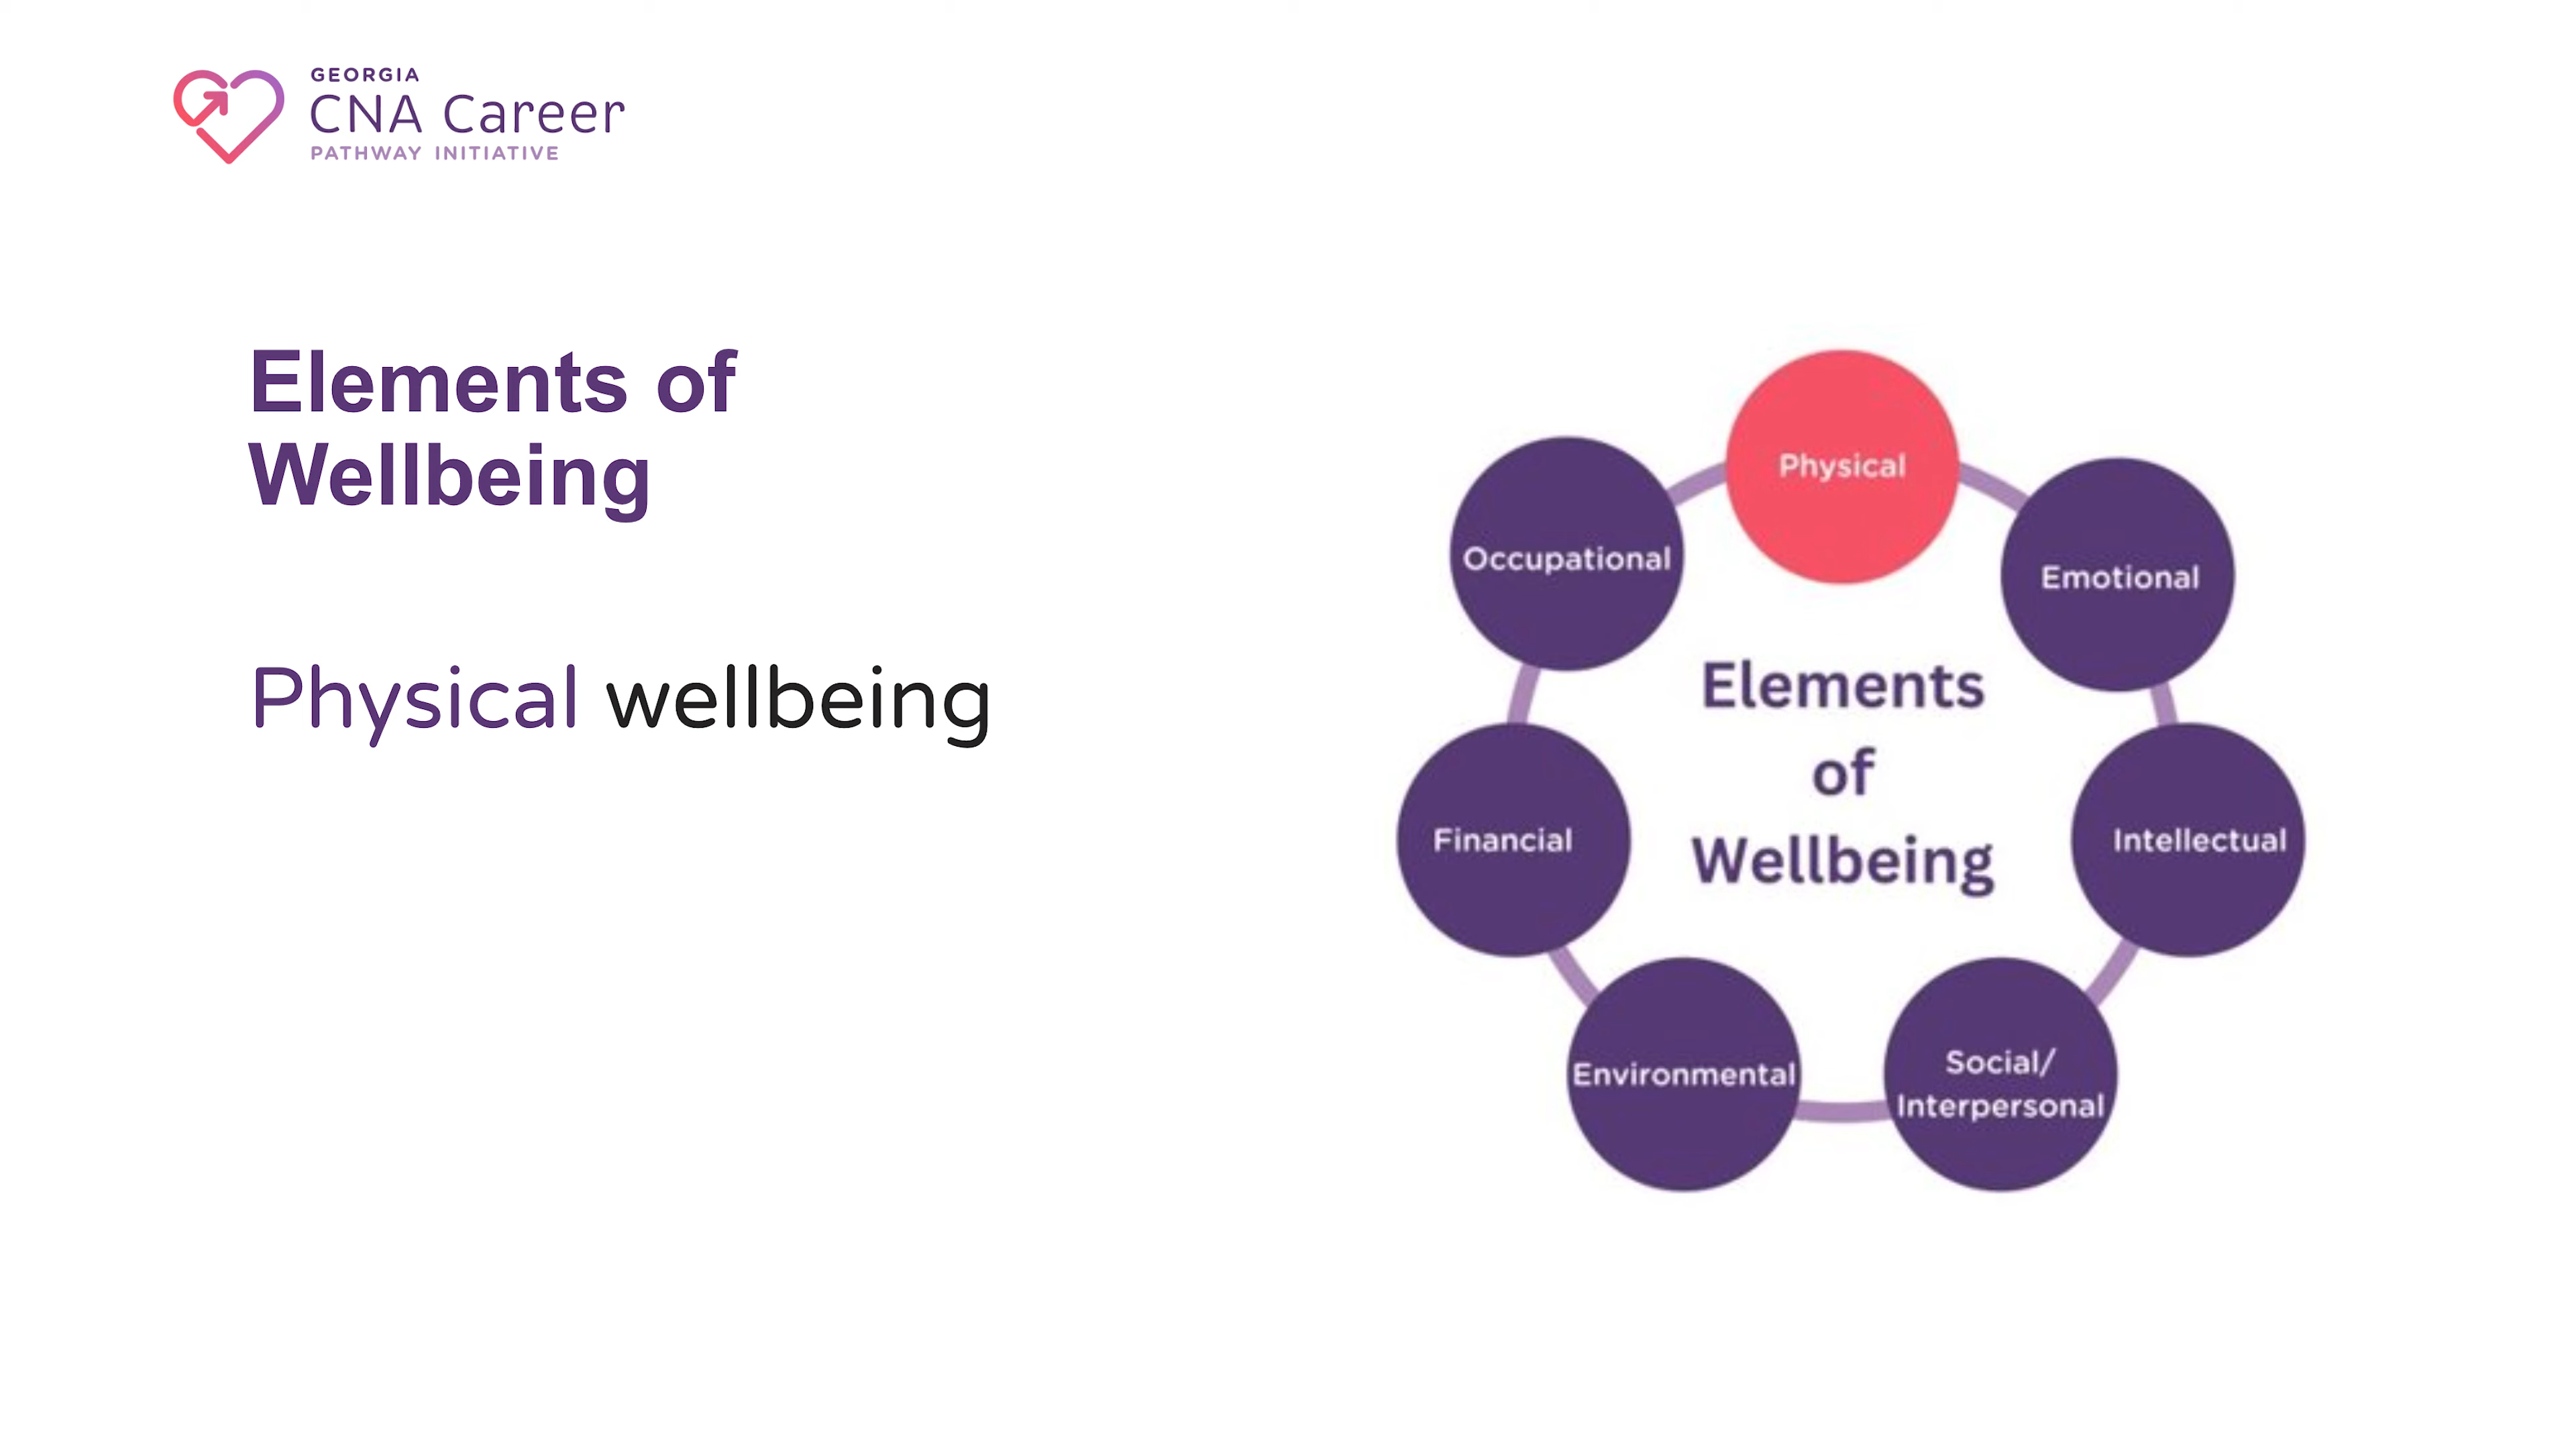 GEORGIA
CNA Career
PATHWAY INITIATIVE
Elements of
Wellbeing
Physical wellbeing
Physical
Occupational
Emotional
Elements
of
Wellbeing
Financial
Intellectual
Environmental
Social/
Interpersonal